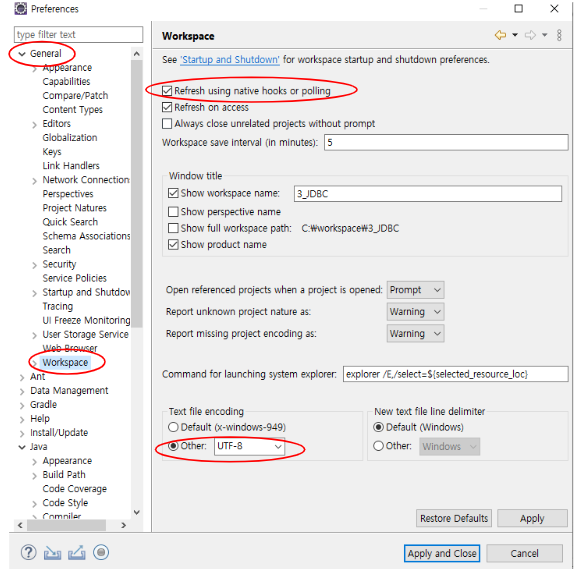 Preferences
type filter text
General
Appearance
Capabilities
Compare/Patch
Content Types
Editors
Globalization
Keys
Link Handlers
Network Connection
Perspectives
Project Natures
Quick Search
Schema Associations
Search
Security
Service Policies
Startup and Shutdov
Tracing
UI Freeze Monitoring
User Storage Service
Web Browser
Workspace
Ant
Data Management
Gradle
Help
Install/Update
Java
Appearance
Build Path
Code Coverage
Code Style
Compiler
Workspace
See 'Startup and Shutdown' for workspace startup and shutdown preferences.
Refresh using native hooks or polling
Refresh on access
Always close unrelated projects without prompt
Workspace save interval (in minutes): 5
Window title
Show workspace name: 3_JDBC
Show perspective name
Show full workspace path: C:₩workspace₩3_JDBC
Show product name
Open referenced projects when a project is opened: Prompt
Report unknown project nature as: Warning
Report missing project encoding as: Warning
Command for launching system explorer: explorer /E,/select=${selected_resource_loc}
Text file encoding
Default (x-windows-949)
Other: UTF-8
New text file line delimiter
Default (Windows)
Other: Windows
Restore Defaults Apply
Apply and Close Cancel